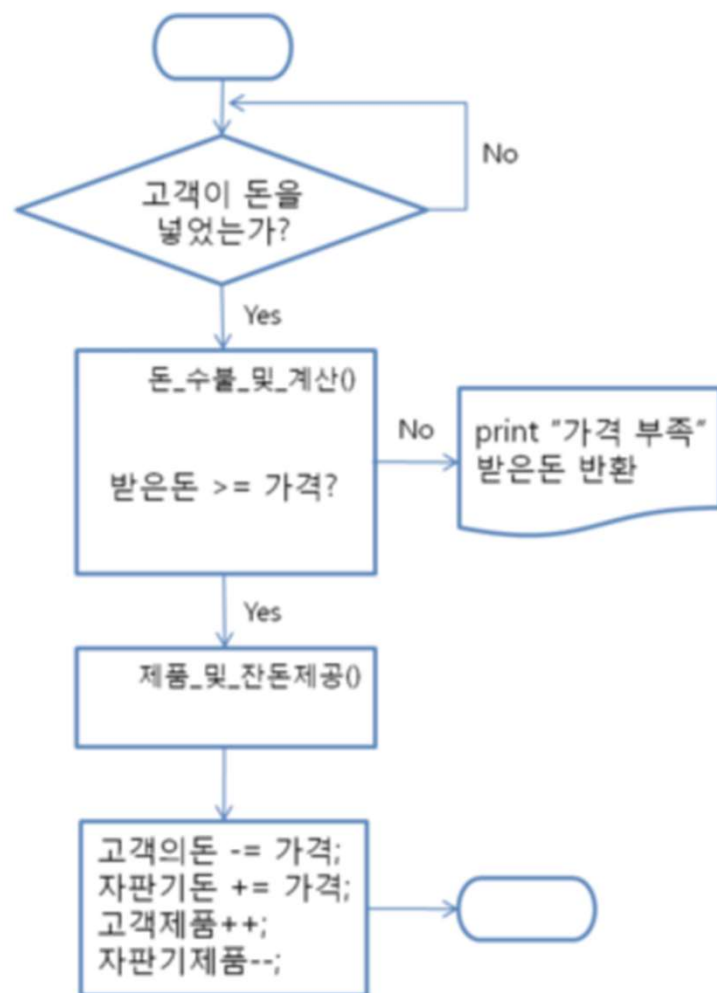 No
고객이 돈을
넣었는가?
Yes
돈_수불_및_계산()
No
print "가격 부족"
받은돈 반환
받은돈 >= 가격?
Yes
제품_및_잔돈제공()
고객의돈 -= 가격;
자판기돈 += 가격;
고객제품++;
자판기제품--;